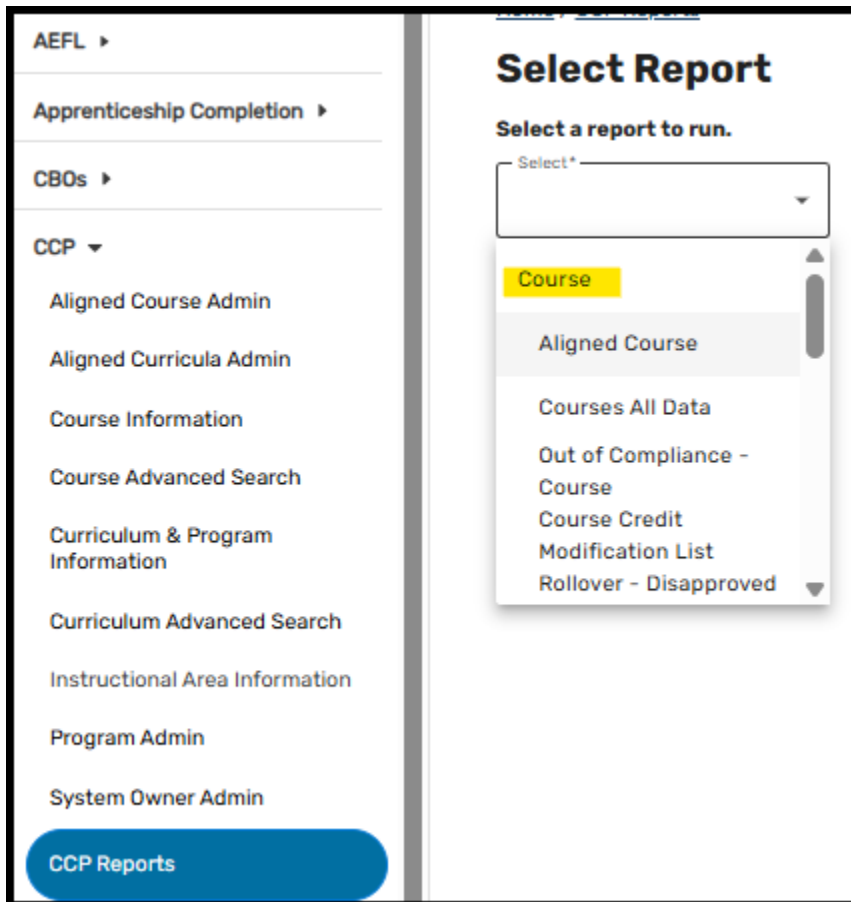 AEFL
Apprenticeship Completion
CBOs
CCP
Aligned Course Admin
Aligned Curricula Admin
Course Information
Course Advanced Search
Curriculum & Program
Information
Curriculum Advanced Search
Instructional Area Information
Program Admin
System Owner Admin
CCP Reports
Select Report
Select a report to run.
Select*
Course
Aligned Course
Courses All Data
Out of Compliance -
Course
Course Credit
Modification List
Rollover - Disapproved